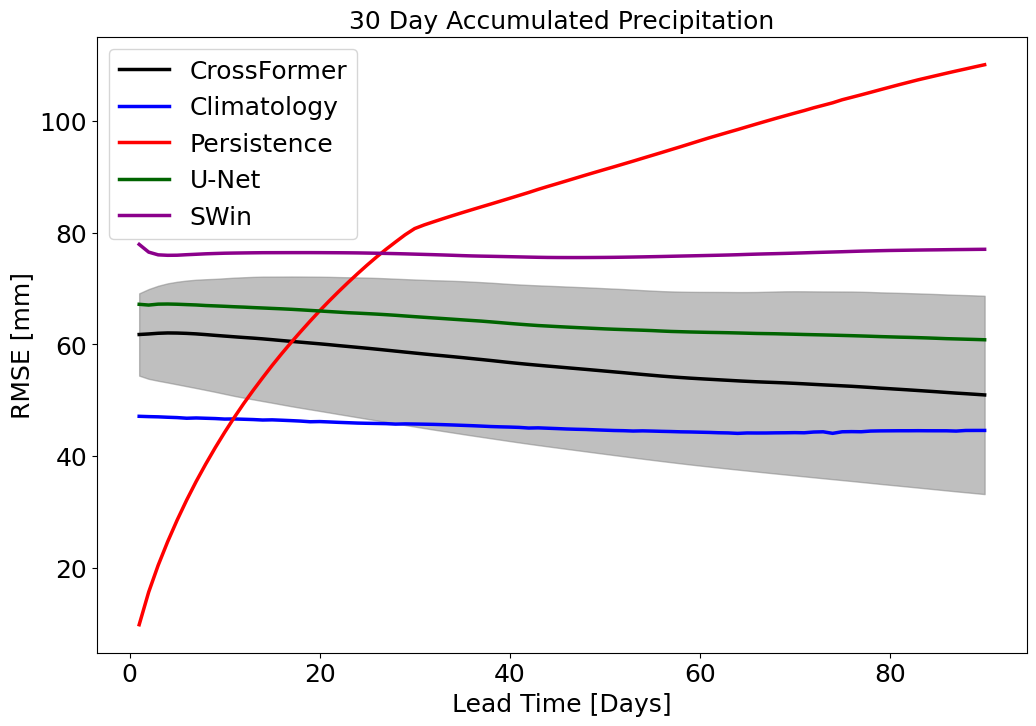 30 Day Accumulated Precipitation
CrossFormer
Climatology
Persistence
U-Net
SWin
100
80
60
40
20
RMSE [mm]
0 20 40 60 80
Lead Time [Days]